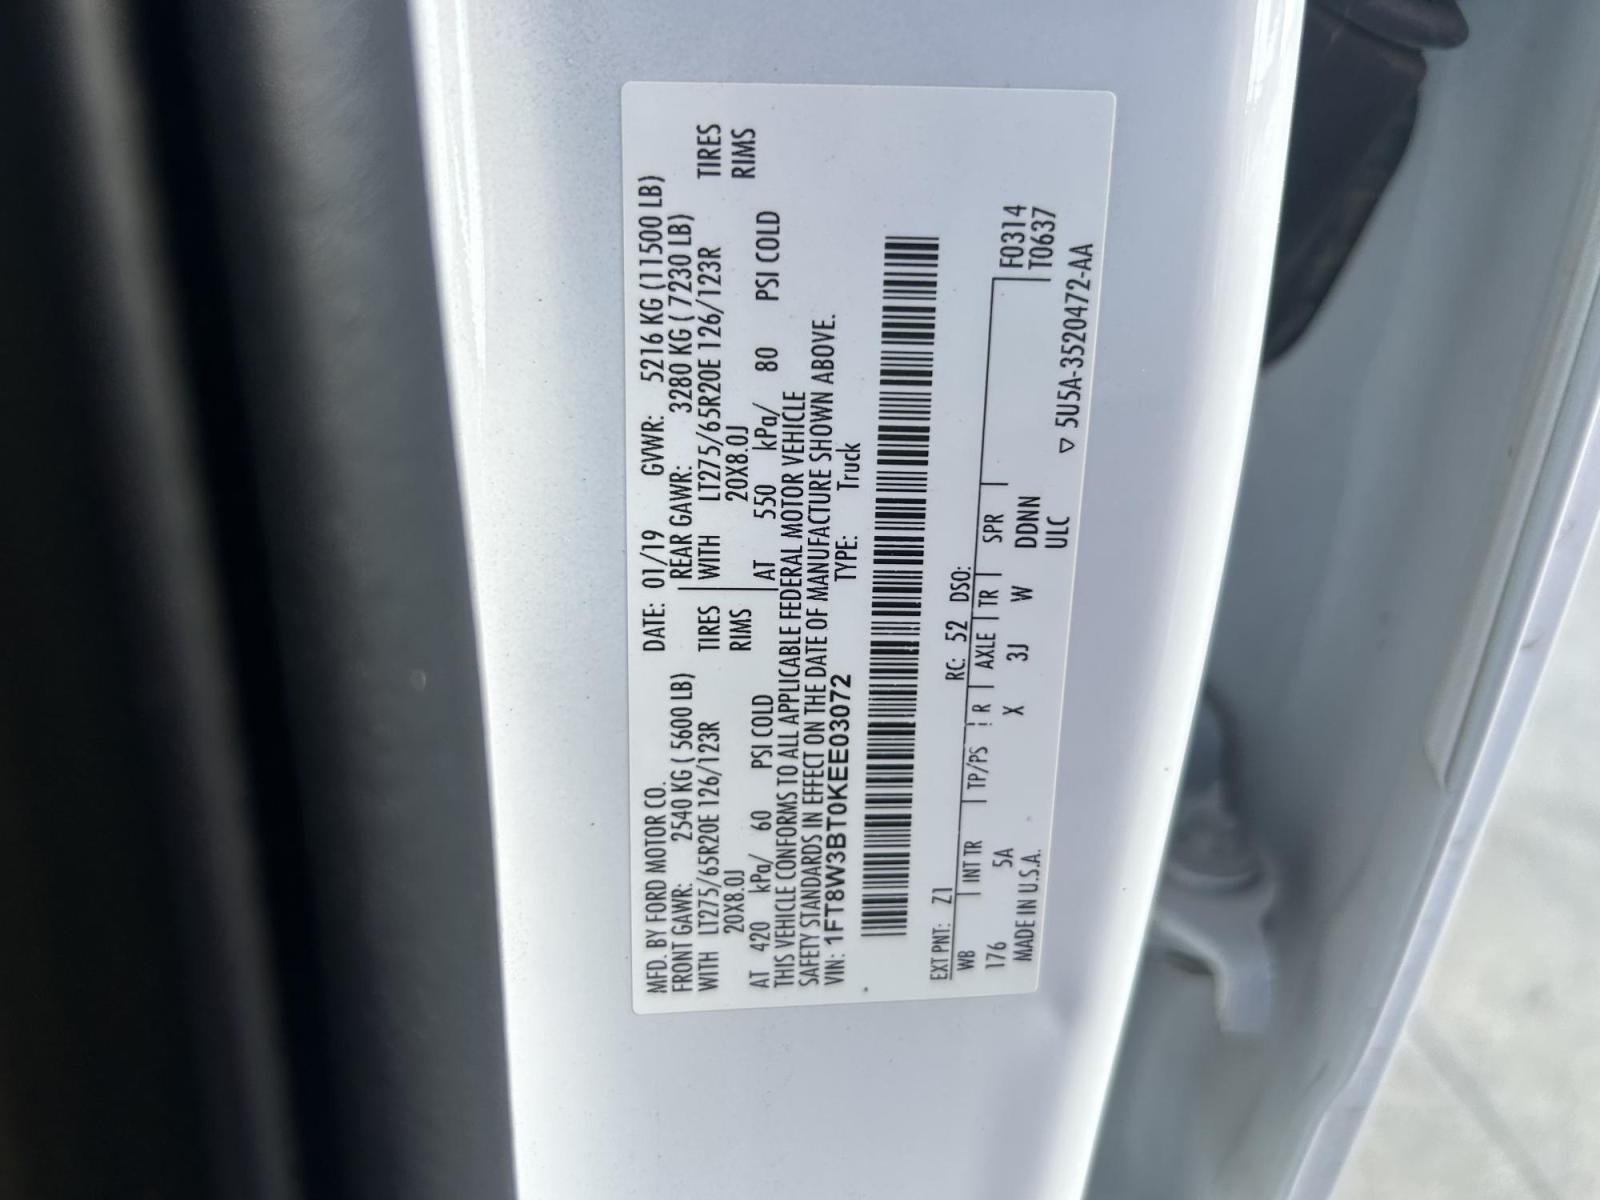 MFD. BY FORD MOTOR CO. DATE: 01/19 GVWR: 5216 KG (11500 LB)
FRONT GAWR: 2540 KG ( 5600 LB) REAR GAWR: 3280 KG ( 7230 LB)
WITH LT275/65R20E 126/123R TIRES WITH LT275/65R20E 126/123R TIRES
20X8.0J RIMS 20X8.0J RIMS
AT 420 kPa/ 60 PSI COLD AT 550 kPa/ 80 PSI COLD
THIS VEHICLE CONFORMS TO ALL APPLICABLE FEDERAL MOTOR VEHICLE
SAFETY STANDARDS IN EFFECT ON THE DATE OF MANUFACTURE SHOWN ABOVE.
VIN: 1FT8W3BT0KEE03072 TYPE: Truck
EXT PNT: Z1 RC: 52 DSO:
WB INT TR TP/PS R AXLE TR SPR F0314
176 5A X 3J W DDNN T0637
MADE IN U.S.A. ULC
▽ 5U5A-3520472-AA